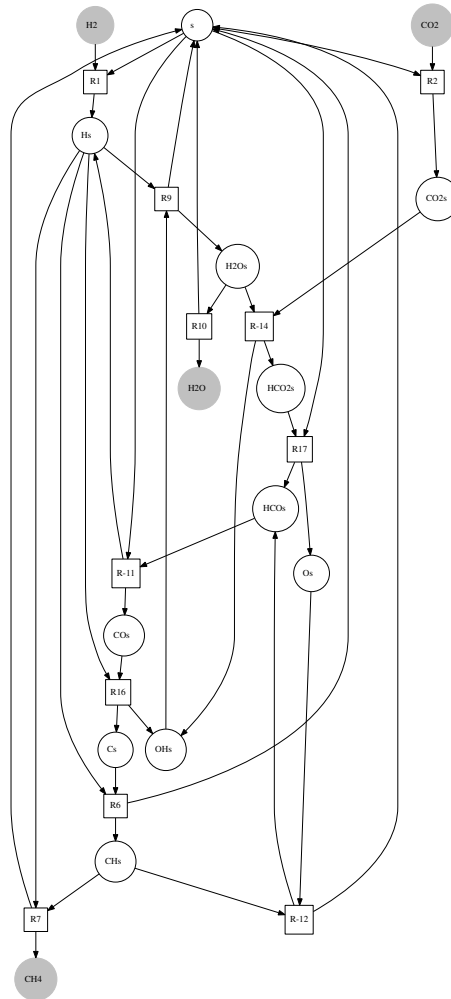 H2
s
CO2
R1
R2
Hs
R9
CO2s
H2Os
R10
R-14
H2O
HCO2s
R17
HCOs
R-11
Os
COs
R16
Cs
OHs
R6
CHs
R7
R-12
CH4